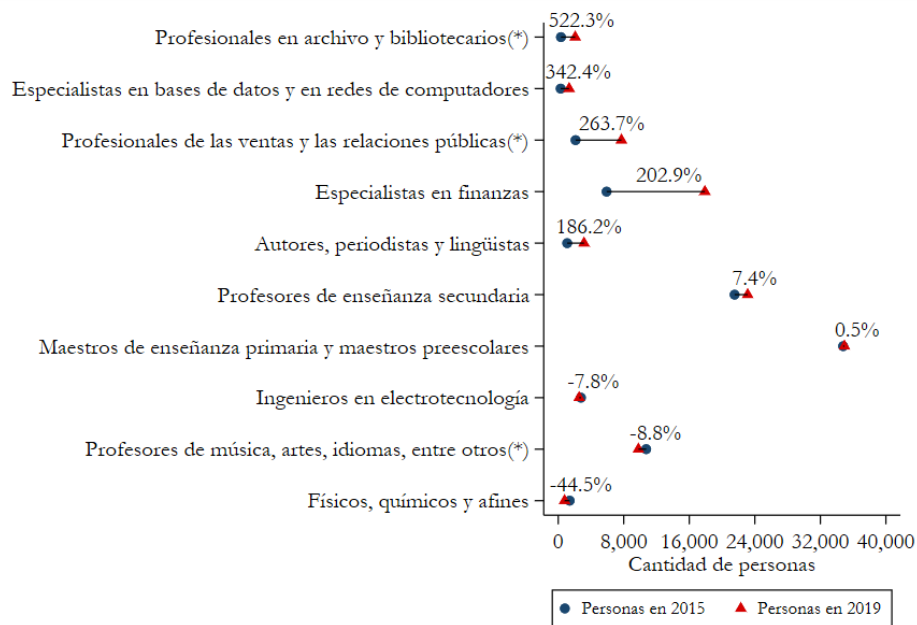 522.3%
Profesionales en archivo y bibliotecarios(*)
342.4%
Especialistas en bases de datos y en redes de computadores
263.7%
Profesionales de las ventas y las relaciones públicas(*)
202.9%
Especialistas en finanzas
186.2%
Autores, periodistas y lingüistas
7.4%
Profesores de enseñanza secundaria
0.5%
Maestros de enseñanza primaria y maestros preescolares
-7.8%
Ingenieros en electrotecnología
-8.8%
Profesores de música, artes, idiomas, entre otros(*)
-44.5%
Físicos, químicos y afines
0 8,000 16,000 24,000 32,000 40,000
Cantidad de personas
Personas en 2015 Personas en 2019